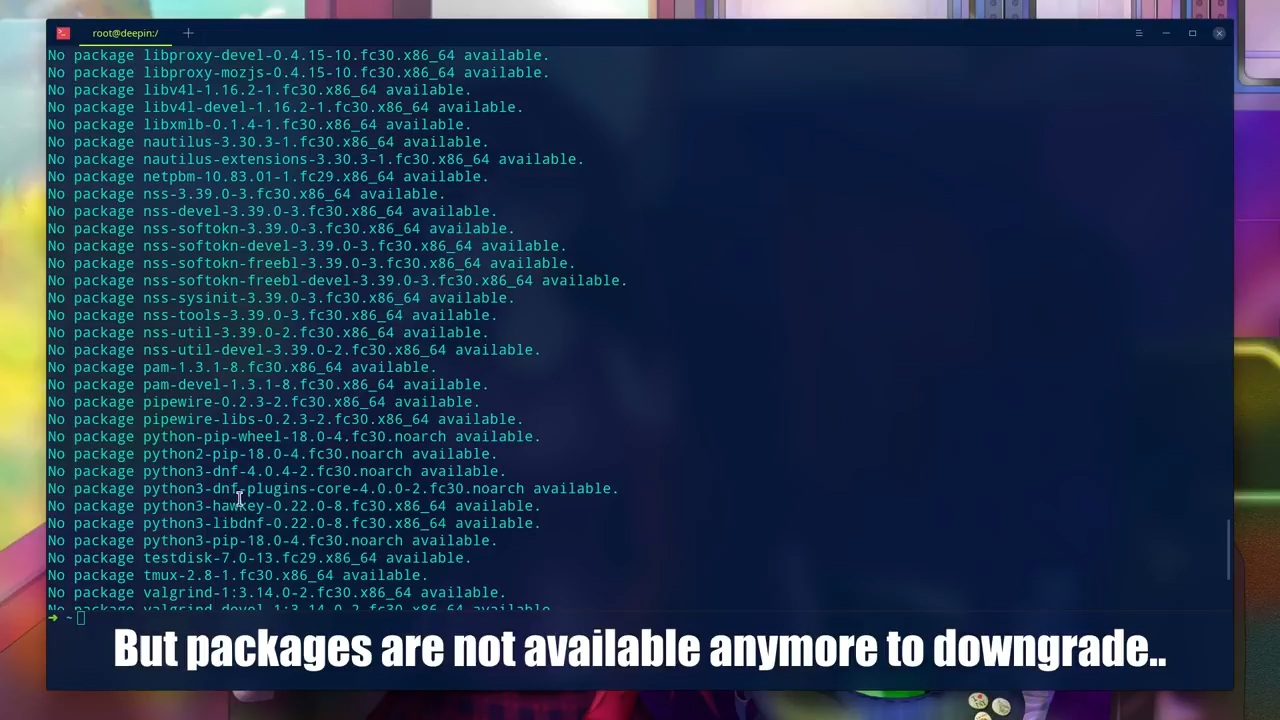 root@deepin:/
No package libproxy-devel-0.4.15-10.fc30.x86_64 available.
No package libproxy-mozjs-0.4.15-10.fc30.x86_64 available.
No package libv4l-1.16.2-1.fc30.x86_64 available.
No package libv4l-devel-1.16.2-1.fc30.x86_64 available.
No package libxmlb-0.1.4-1.fc30.x86_64 available.
No package nautilus-3.30.3-1.fc30.x86_64 available.
No package nautilus-extensions-3.30.3-1.fc30.x86_64 available.
No package netpbm-10.83.01-1.fc29.x86_64 available.
No package nss-3.39.0-3.fc30.x86_64 available.
No package nss-devel-3.39.0-3.fc30.x86_64 available.
No package nss-softokn-3.39.0-3.fc30.x86_64 available.
No package nss-softokn-devel-3.39.0-3.fc30.x86_64 available.
No package nss-softokn-freebl-3.39.0-3.fc30.x86_64 available.
No package nss-softokn-freebl-devel-3.39.0-3.fc30.x86_64 available.
No package nss-sysinit-3.39.0-3.fc30.x86_64 available.
No package nss-tools-3.39.0-3.fc30.x86_64 available.
No package nss-util-3.39.0-2.fc30.x86_64 available.
No package nss-util-devel-3.39.0-2.fc30.x86_64 available.
No package pam-1.3.1-8.fc30.x86_64 available.
No package pam-devel-1.3.1-8.fc30.x86_64 available.
No package pipewire-0.2.3-2.fc30.x86_64 available.
No package pipewire-libs-0.2.3-2.fc30.x86_64 available.
No package python-pip-wheel-18.0-4.fc30.noarch available.
No package python2-pip-18.0-4.fc30.noarch available.
No package python3-dnf-4.0.4-2.fc30.noarch available.
No package python3-dnf-plugins-core-4.0.0-2.fc30.noarch available.
No package python3-hawkey-0.22.0-8.fc30.x86_64 available.
No package python3-libdnf-0.22.0-8.fc30.x86_64 available.
No package python3-pip-18.0-4.fc30.noarch available.
No package testdisk-7.0-13.fc29.x86_64 available.
No package tmux-2.8-1.fc30.x86_64 available.
No package valgrind-1:3.14.0-2.fc30.x86_64 available.
No package valgrind-devel-1:3.14.0-2.fc30.x86_64 available.
➜ ~
But packages are not available anymore to downgrade..